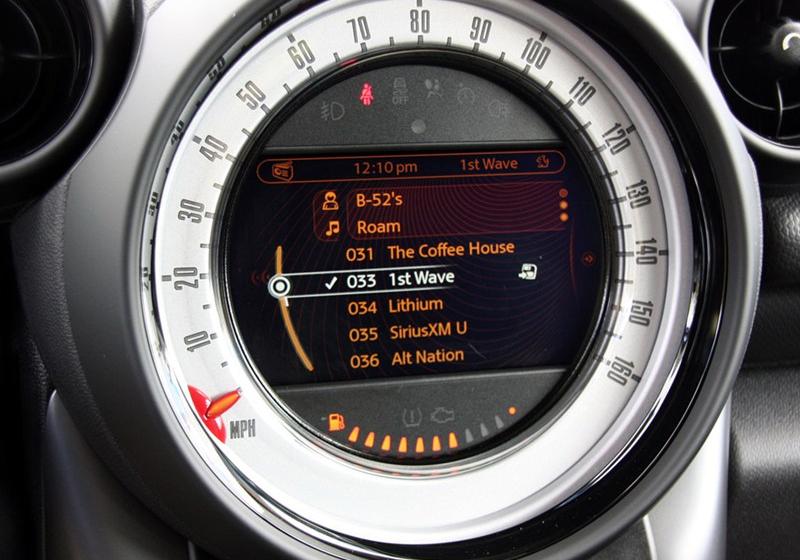 10
20
30
40
50
60
70
80
90
100
110
120
130
140
150
160
MPH
OFF
12:10 pm 1st Wave
B-52's
Roam
031 The Coffee House
033 1st Wave
034 Lithium
035 SiriusXM U
036 Alt Nation